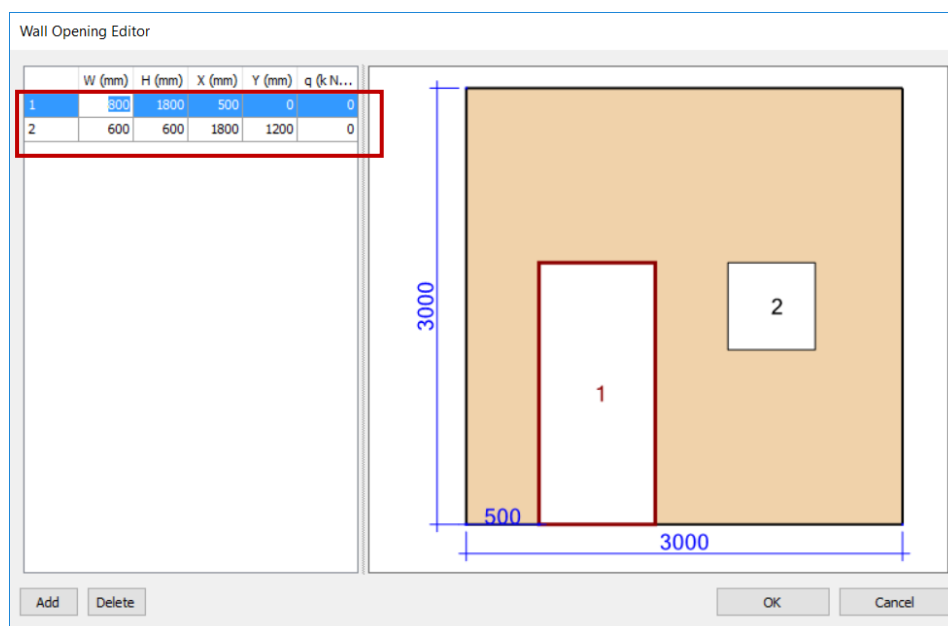 Wall Opening Editor
W (mm) H (mm) X (mm) Y (mm) q (k N...
1 800 1800 500 0 0
2 600 600 1800 1200 0
3000
2
1
500
3000
Add Delete OK Cancel